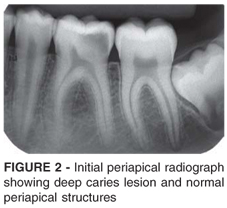 FIGURE 2 - Initial periapical radiograph
showing deep caries lesion and normal
periapical structures